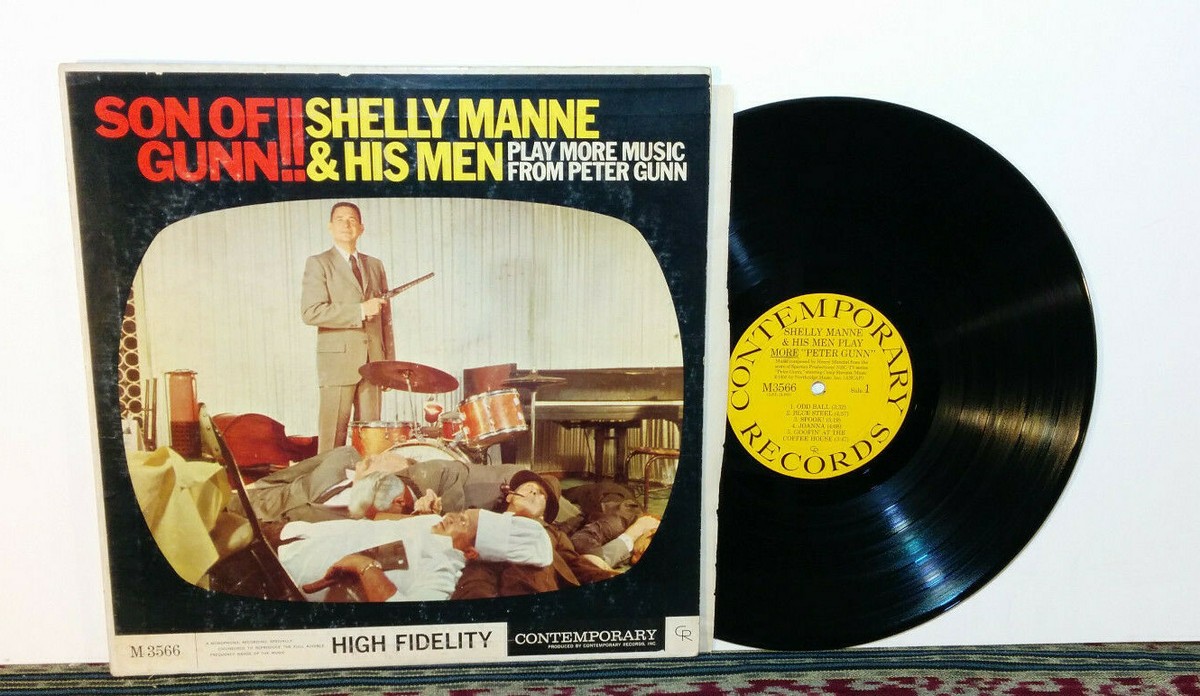 SON OF!!
GUNN!!
SHELLY MANNE
& HIS MEN
PLAY MORE MUSIC
FROM PETER GUNN
M 3566
HIGH FIDELITY
CONTEMPORARY
PRODUCED BY CONTEMPORARY RECORDS, INC.
CR
CONTEMPORARY
RECORDS
SHELLY MANNE
& HIS MEN PLAY
MORE "PETER GUNN"
M3566
Side 1
1. ODD BALL
2. BLUE STEEL
3. SPOOK!
4. JOANNA
5. GOOFIN' AT THE
COFFEE HOUSE